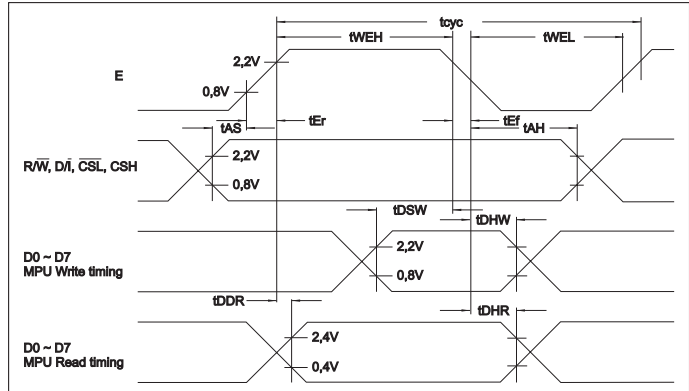 tcyc
tWEH tWEL
2,2V
E
0,8V
tEr tEf
tAS tAH
2,2V
R/W̅, D/I̅, C̅S̅L̅, CSH
0,8V
tDSW tDHW
2,2V
D0 ~ D7
MPU Write timing
0,8V
tDDR tDHR
2,4V
D0 ~ D7
MPU Read timing
0,4V